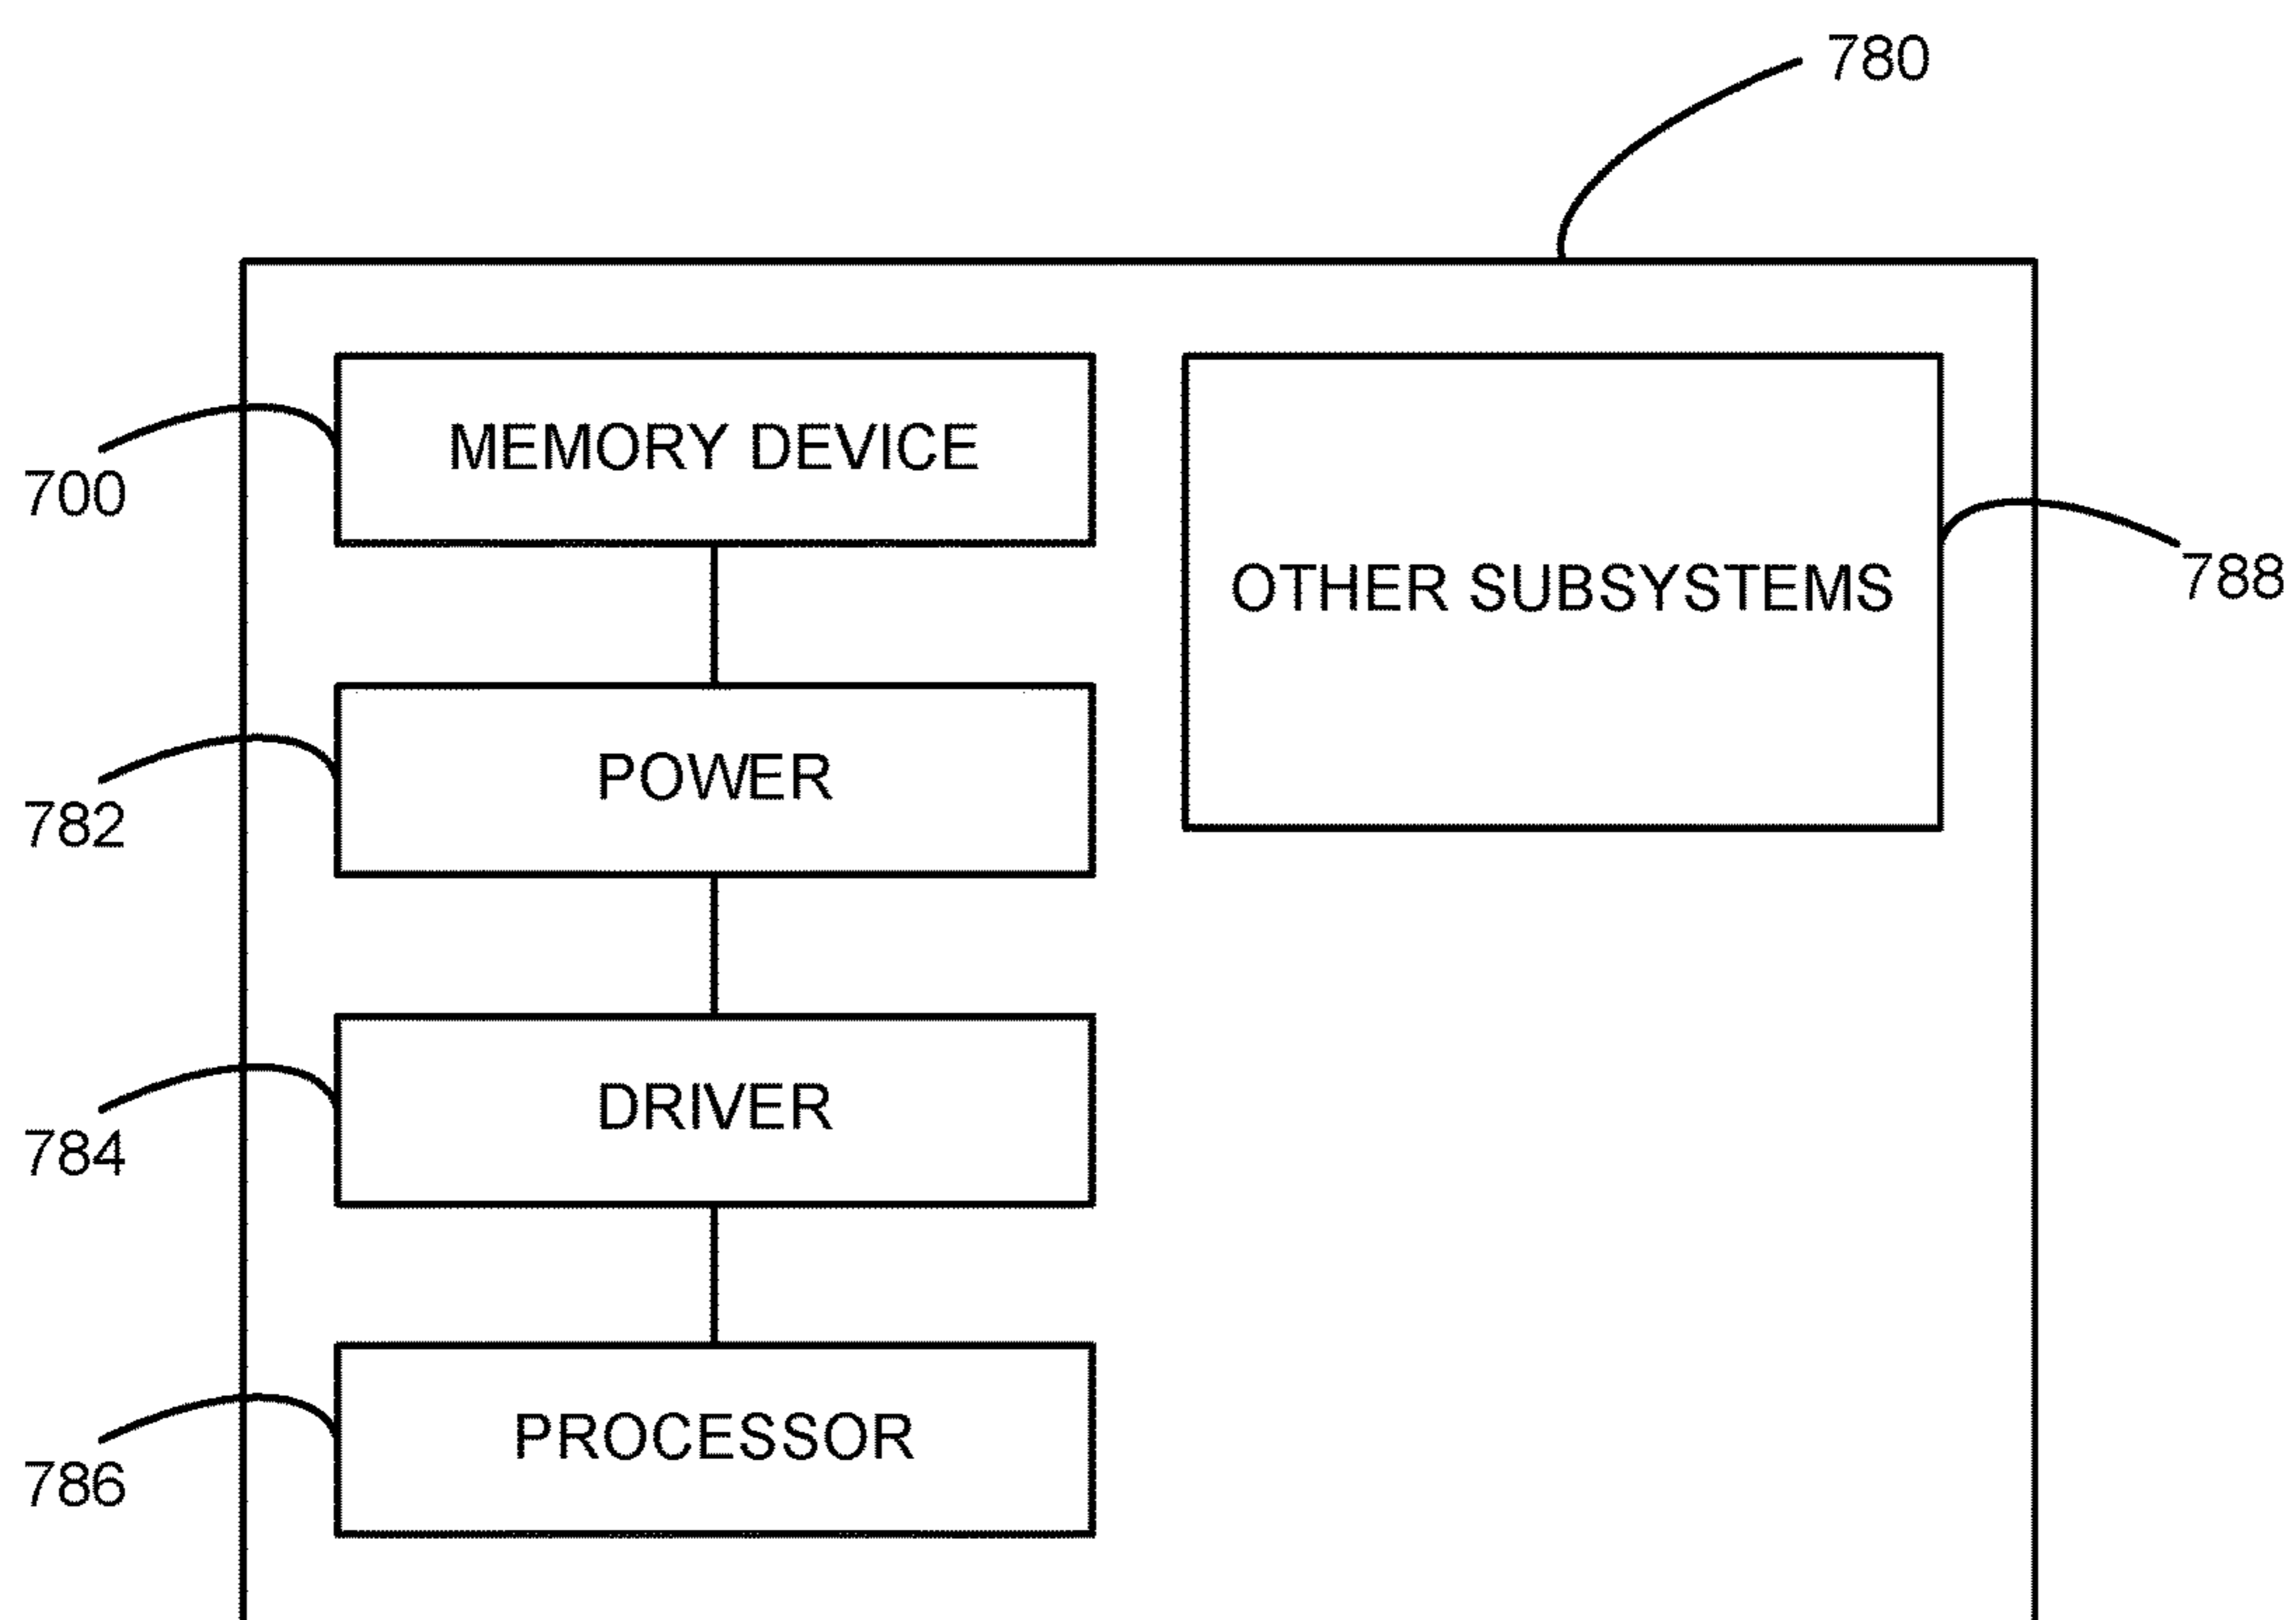 780
MEMORY DEVICE
700
OTHER SUBSYSTEMS
788
POWER
782
DRIVER
784
PROCESSOR
786